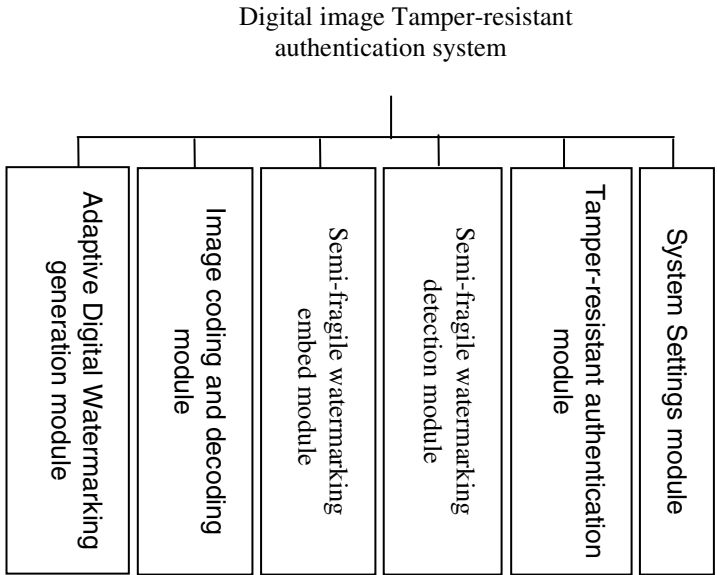 Digital image Tamper-resistant
authentication system
Adaptive Digital Watermarking
generation module
Image coding and decoding
module
Semi-fragile watermarking
embed module
Semi-fragile watermarking
detection module
Tamper-resistant authentication
module
System Settings module